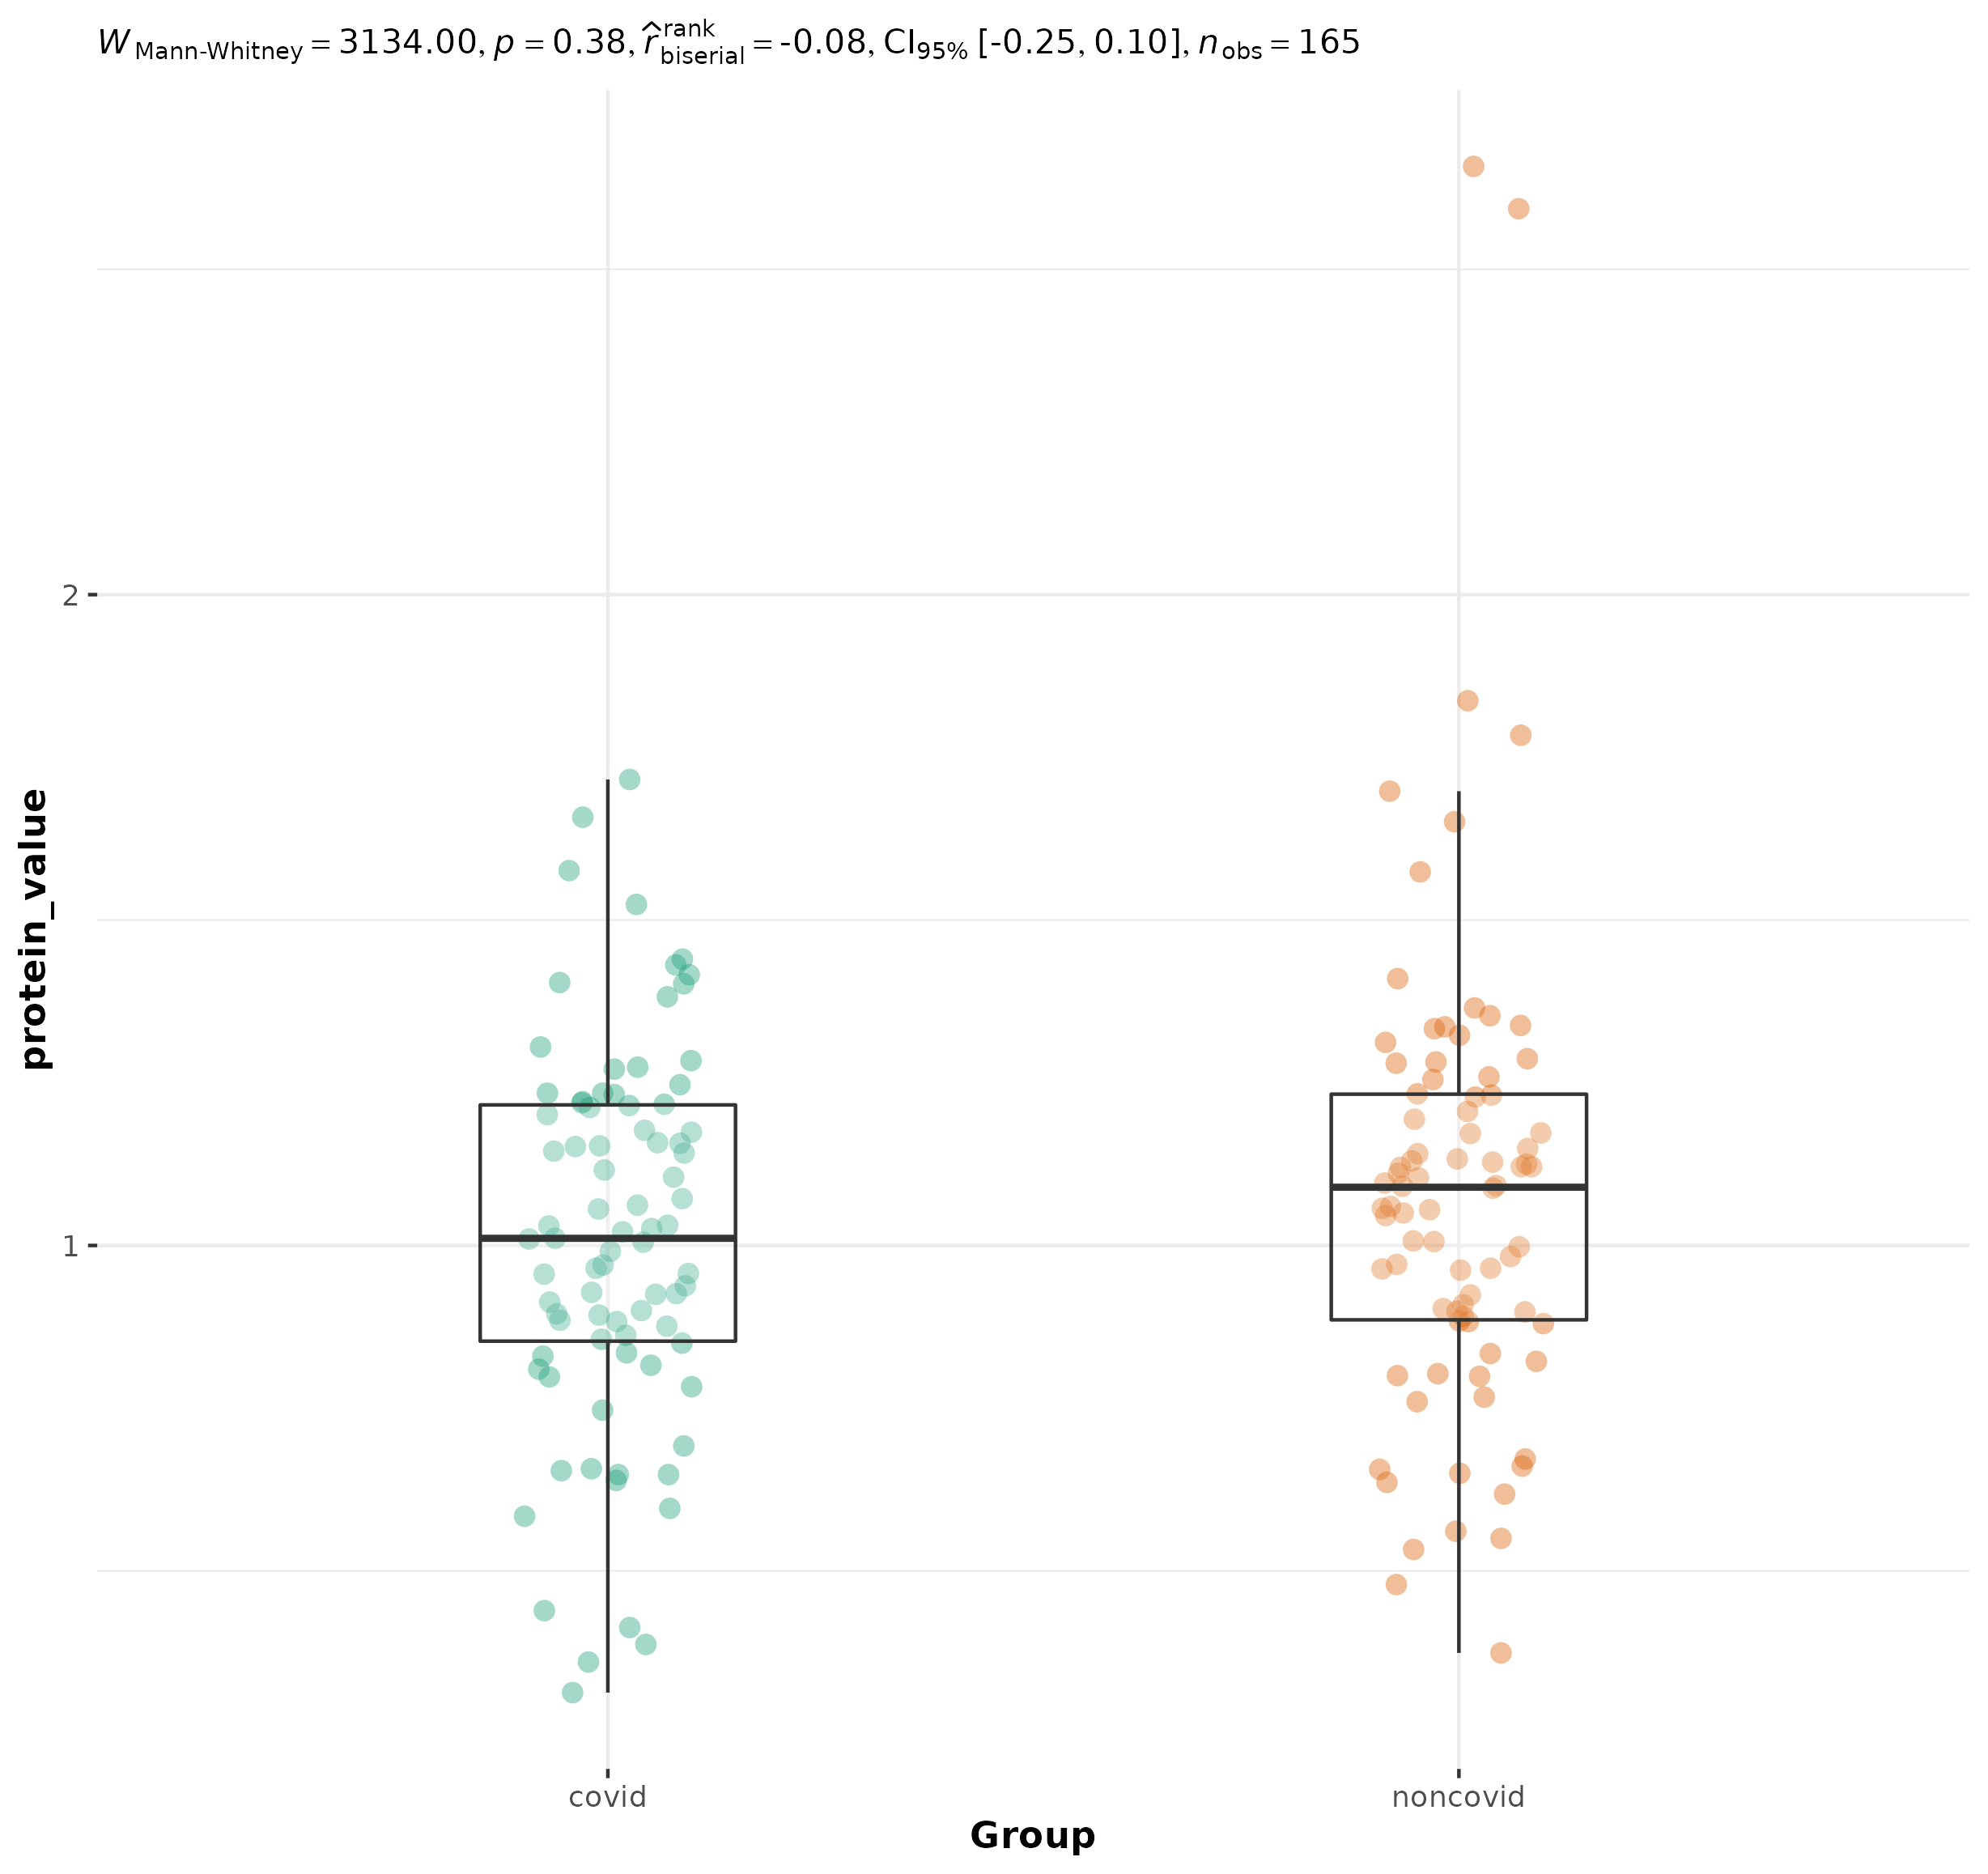 W Mann-Whitney = 3134.00, p = 0.38, r̂ rank biserial = -0.08, CI95% [-0.25, 0.10], nobs = 165
protein_value
2
1
covid noncovid
Group